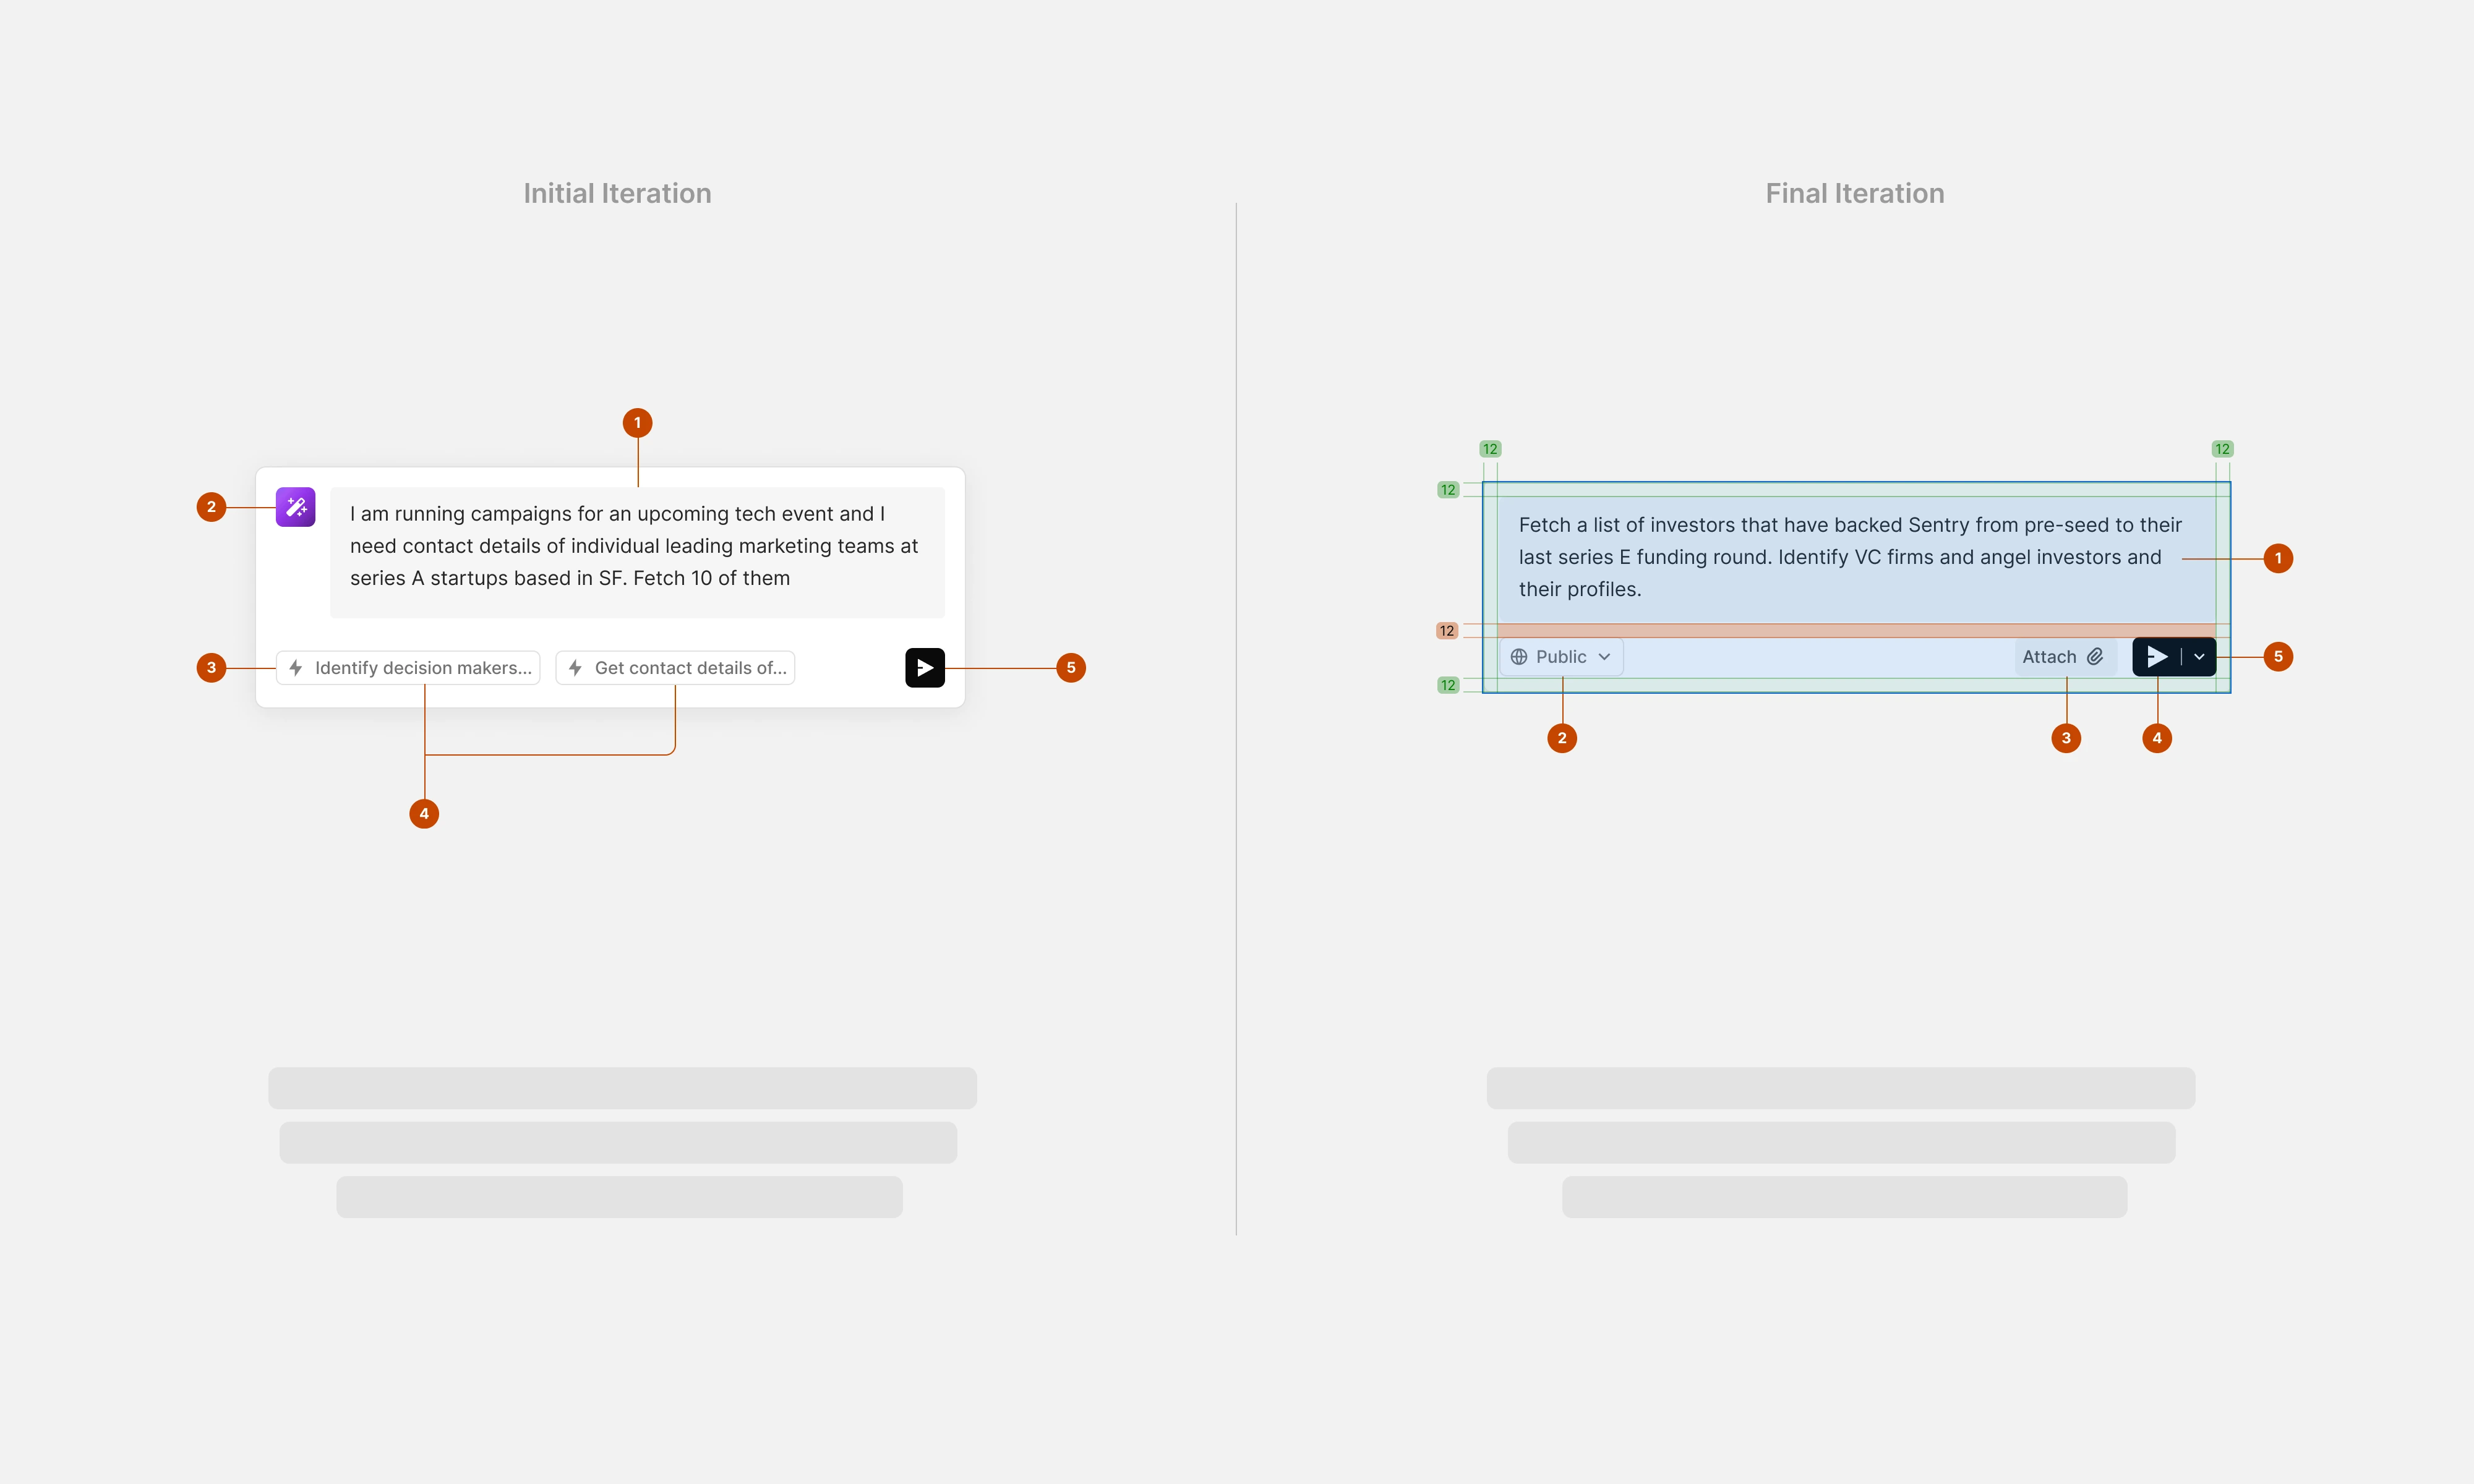 Initial Iteration
1
2
I am running campaigns for an upcoming tech event and I
need contact details of individual leading marketing teams at
series A startups based in SF. Fetch 10 of them
3
Identify decision makers...
Get contact details of...
5
4
Final Iteration
12
12
12
Fetch a list of investors that have backed Sentry from pre-seed to their
last series E funding round. Identify VC firms and angel investors and
their profiles.
1
12
Public
Attach
5
12
2
3
4